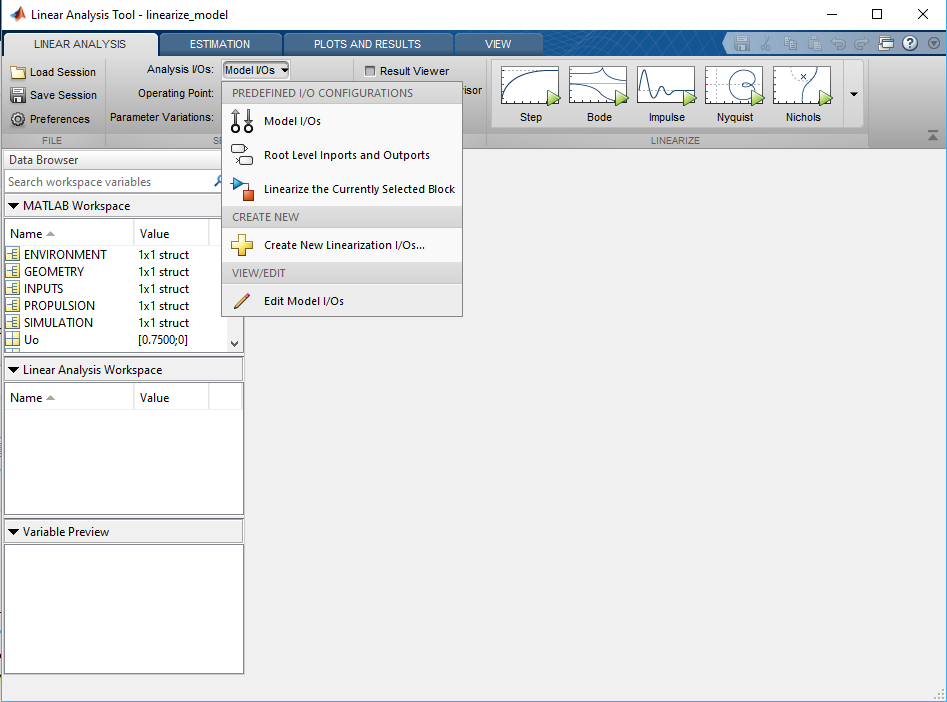 Linear Analysis Tool - linearize_model
LINEAR ANALYSIS ESTIMATION PLOTS AND RESULTS VIEW
Load Session
Save Session
Preferences
FILE
Analysis I/Os: Model I/Os
Operating Point:
Parameter Variations:
Result Viewer
Step Bode Impulse Nyquist Nichols
LINEARIZE
PREDEFINED I/O CONFIGURATIONS
Model I/Os
Root Level Inports and Outports
Linearize the Currently Selected Block
CREATE NEW
Create New Linearization I/Os...
VIEW/EDIT
Edit Model I/Os
Data Browser
Search workspace variables
MATLAB Workspace
Name Value
ENVIRONMENT 1x1 struct
GEOMETRY 1x1 struct
INPUTS 1x1 struct
PROPULSION 1x1 struct
SIMULATION 1x1 struct
Uo [0.7500;0]
Linear Analysis Workspace
Name Value
Variable Preview